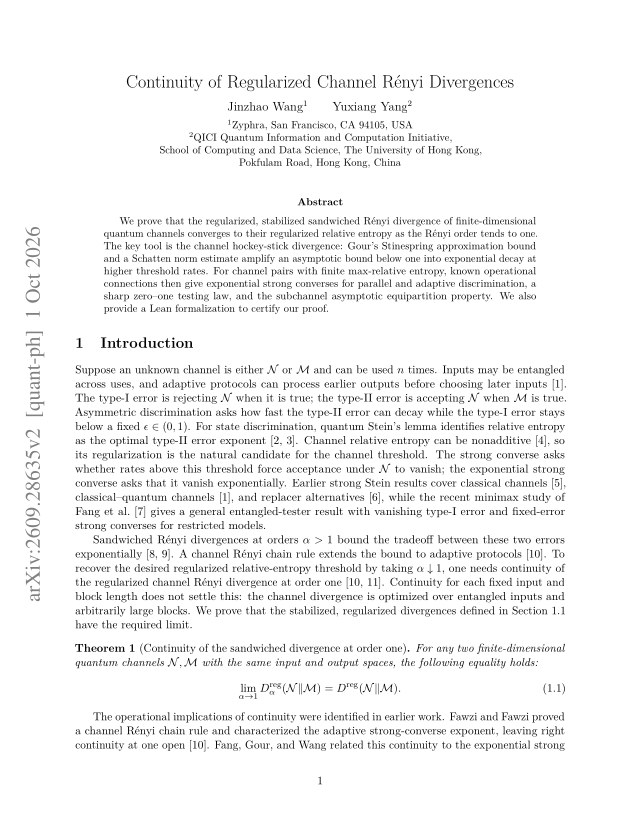 Continuity of Regularized Channel Rényi Divergences
Jinzhao Wang¹ Yuxiang Yang²
¹Zyphra, San Francisco, CA 94105, USA
²QICI Quantum Information and Computation Initiative,
School of Computing and Data Science, The University of Hong Kong,
Pokfulam Road, Hong Kong, China
Abstract
We prove that the regularized, stabilized sandwiched Rényi divergence of finite-dimensional
quantum channels converges to their regularized relative entropy as the Rényi order tends to one.
The key tool is the channel hockey-stick divergence: Gour's Stinespring approximation bound
and a Schatten norm estimate amplify an asymptotic bound below one into exponential decay at
higher threshold rates. For channel pairs with finite max-relative entropy, known operational
connections then give exponential strong converses for parallel and adaptive discrimination, a
sharp zero–one testing law, and the subchannel asymptotic equipartition property. We also
provide a Lean formalization to certify our proof.
1 Introduction
Suppose an unknown channel is either 𝒩 or ℳ and can be used n times. Inputs may be entangled
across uses, and adaptive protocols can process earlier outputs before choosing later inputs [1].
The type-I error is rejecting 𝒩 when it is true; the type-II error is accepting 𝒩 when ℳ is true.
Asymmetric discrimination asks how fast the type-II error can decay while the type-I error stays
below a fixed ϵ ∈ (0, 1). For state discrimination, quantum Stein's lemma identifies relative entropy
as the optimal type-II error exponent [2, 3]. Channel relative entropy can be nonadditive [4], so
its regularization is the natural candidate for the channel threshold. The strong converse asks
whether rates above this threshold force acceptance under 𝒩 to vanish; the exponential strong
converse asks that it vanish exponentially. Earlier strong Stein results cover classical channels [5],
classical–quantum channels [1], and replacer alternatives [6], while the recent minimax study of
Fang et al. [7] gives a general entangled-tester result with vanishing type-I error and fixed-error
strong converses for restricted models.
Sandwiched Rényi divergences at orders α > 1 bound the tradeoff between these two errors
exponentially [8, 9]. A channel Rényi chain rule extends the bound to adaptive protocols [10]. To
recover the desired regularized relative-entropy threshold by taking α ↓ 1, one needs continuity of
the regularized channel Rényi divergence at order one [10, 11]. Continuity for each fixed input and
block length does not settle this: the channel divergence is optimized over entangled inputs and
arbitrarily large blocks. We prove that the stabilized, regularized divergences defined in Section 1.1
have the required limit.
Theorem 1 (Continuity of the sandwiched divergence at order one). For any two finite-dimensional
quantum channels 𝒩, ℳ with the same input and output spaces, the following equality holds:
lim_{α→1} D_α^{reg}(𝒩∥ℳ) = D^{reg}(𝒩∥ℳ). (1.1)
The operational implications of continuity were identified in earlier work. Fawzi and Fawzi proved
a channel Rényi chain rule and characterized the adaptive strong-converse exponent, leaving right
continuity at one open [10]. Fang, Gour, and Wang related this continuity to the exponential strong
1
arXiv:2609.28635v2 [quant-ph] 1 Oct 2026